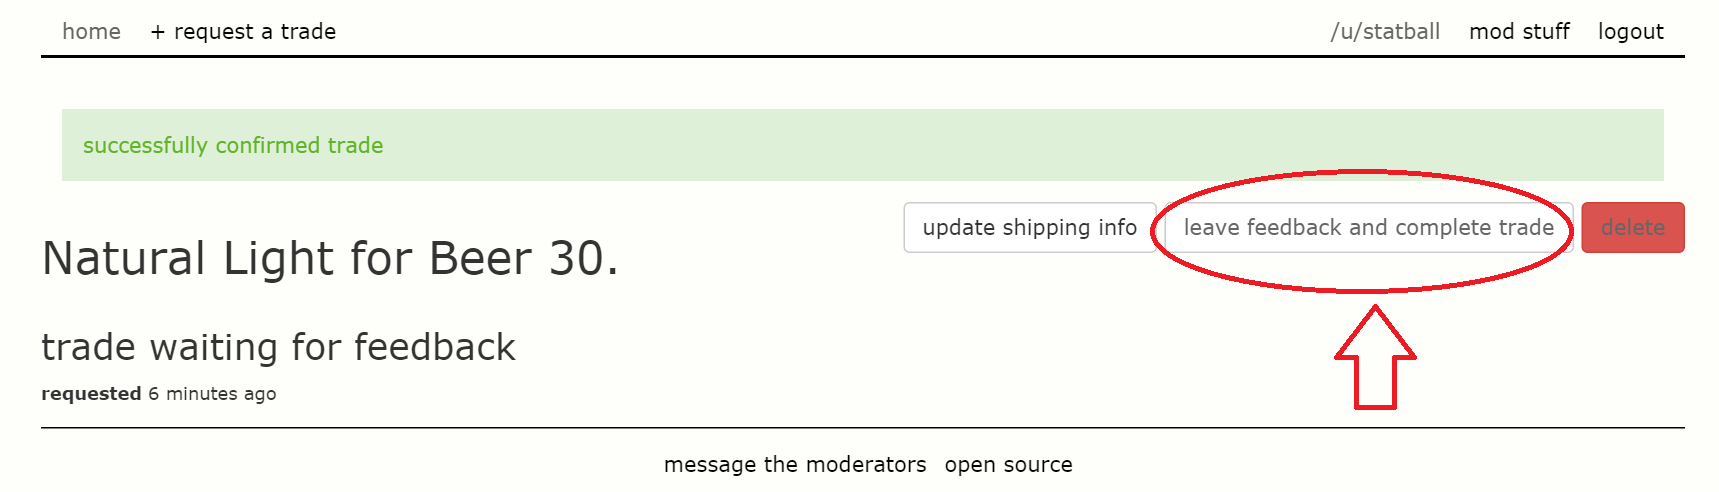 home + request a trade /u/statball mod stuff logout
successfully confirmed trade
update shipping info leave feedback and complete trade delete
Natural Light for Beer 30.
trade waiting for feedback
requested 6 minutes ago
message the moderators open source